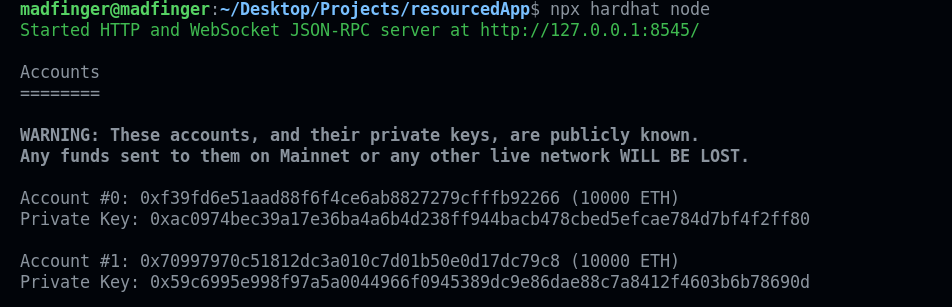 madfinger@madfinger:~/Desktop/Projects/resourcedApp$ npx hardhat node
Started HTTP and WebSocket JSON-RPC server at http://127.0.0.1:8545/
Accounts
========
WARNING: These accounts, and their private keys, are publicly known.
Any funds sent to them on Mainnet or any other live network WILL BE LOST.
Account #0: 0xf39fd6e51aad88f6f4ce6ab8827279cfffb92266 (10000 ETH)
Private Key: 0xac0974bec39a17e36ba4a6b4d238ff944bacb478cbed5efcae784d7bf4f2ff80
Account #1: 0x70997970c51812dc3a010c7d01b50e0d17dc79c8 (10000 ETH)
Private Key: 0x59c6995e998f97a5a0044966f0945389dc9e86dae88c7a8412f4603b6b78690d